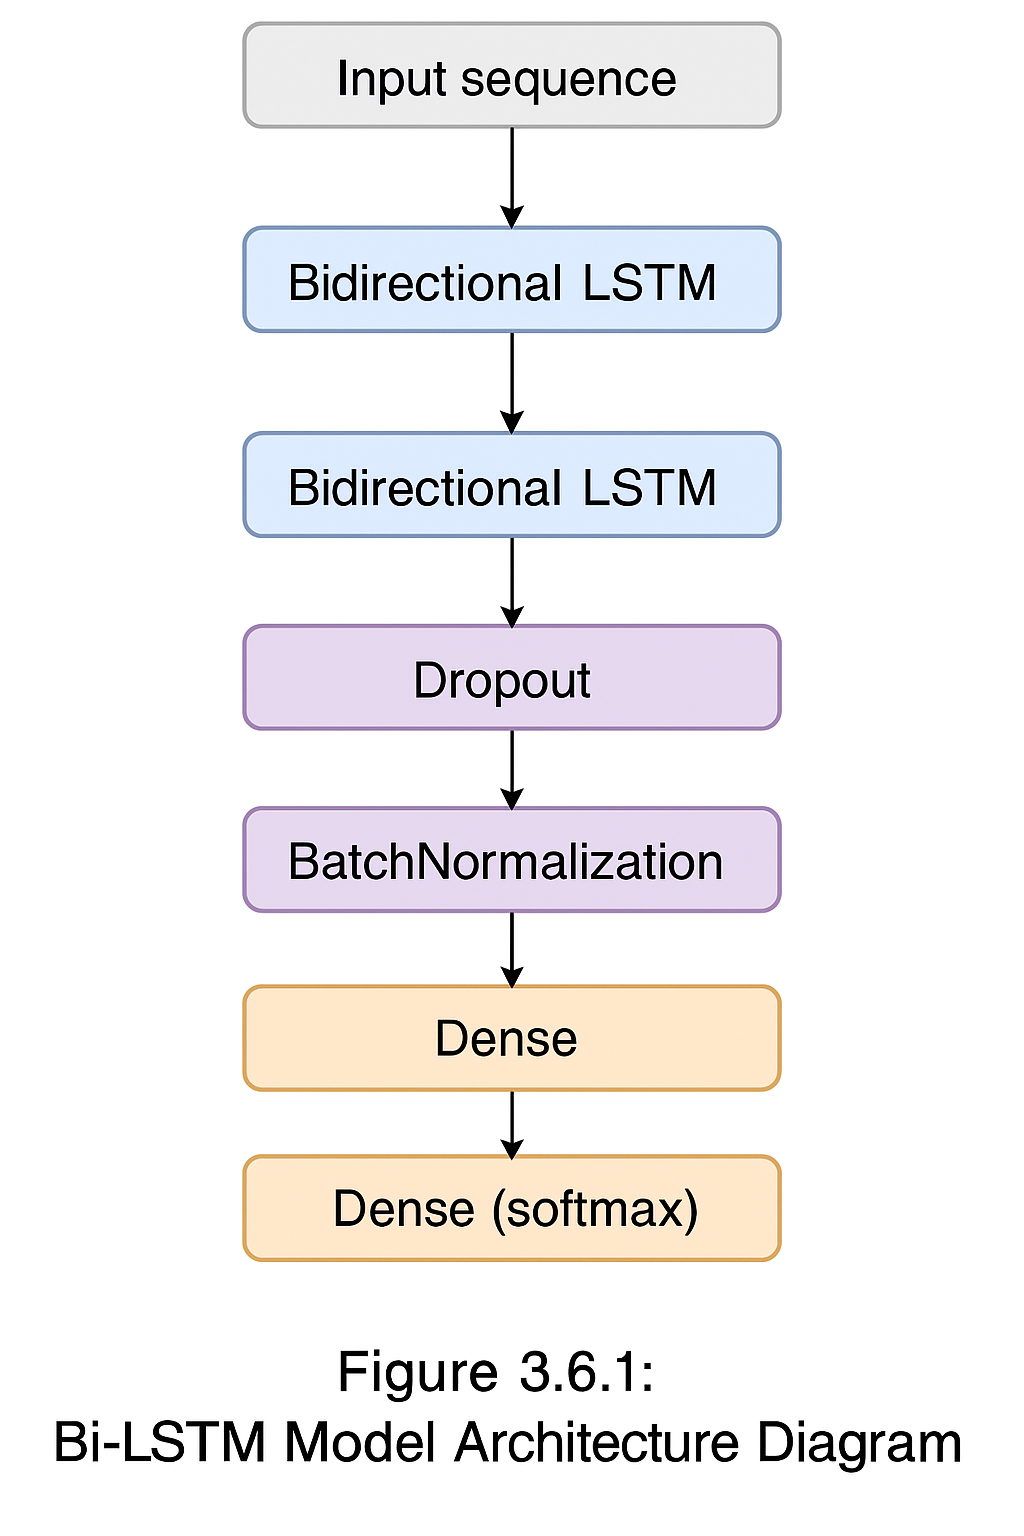 Input sequence
Bidirectional LSTM
Bidirectional LSTM
Dropout
BatchNormalization
Dense
Dense (softmax)
Figure 3.6.1:
Bi-LSTM Model Architecture Diagram